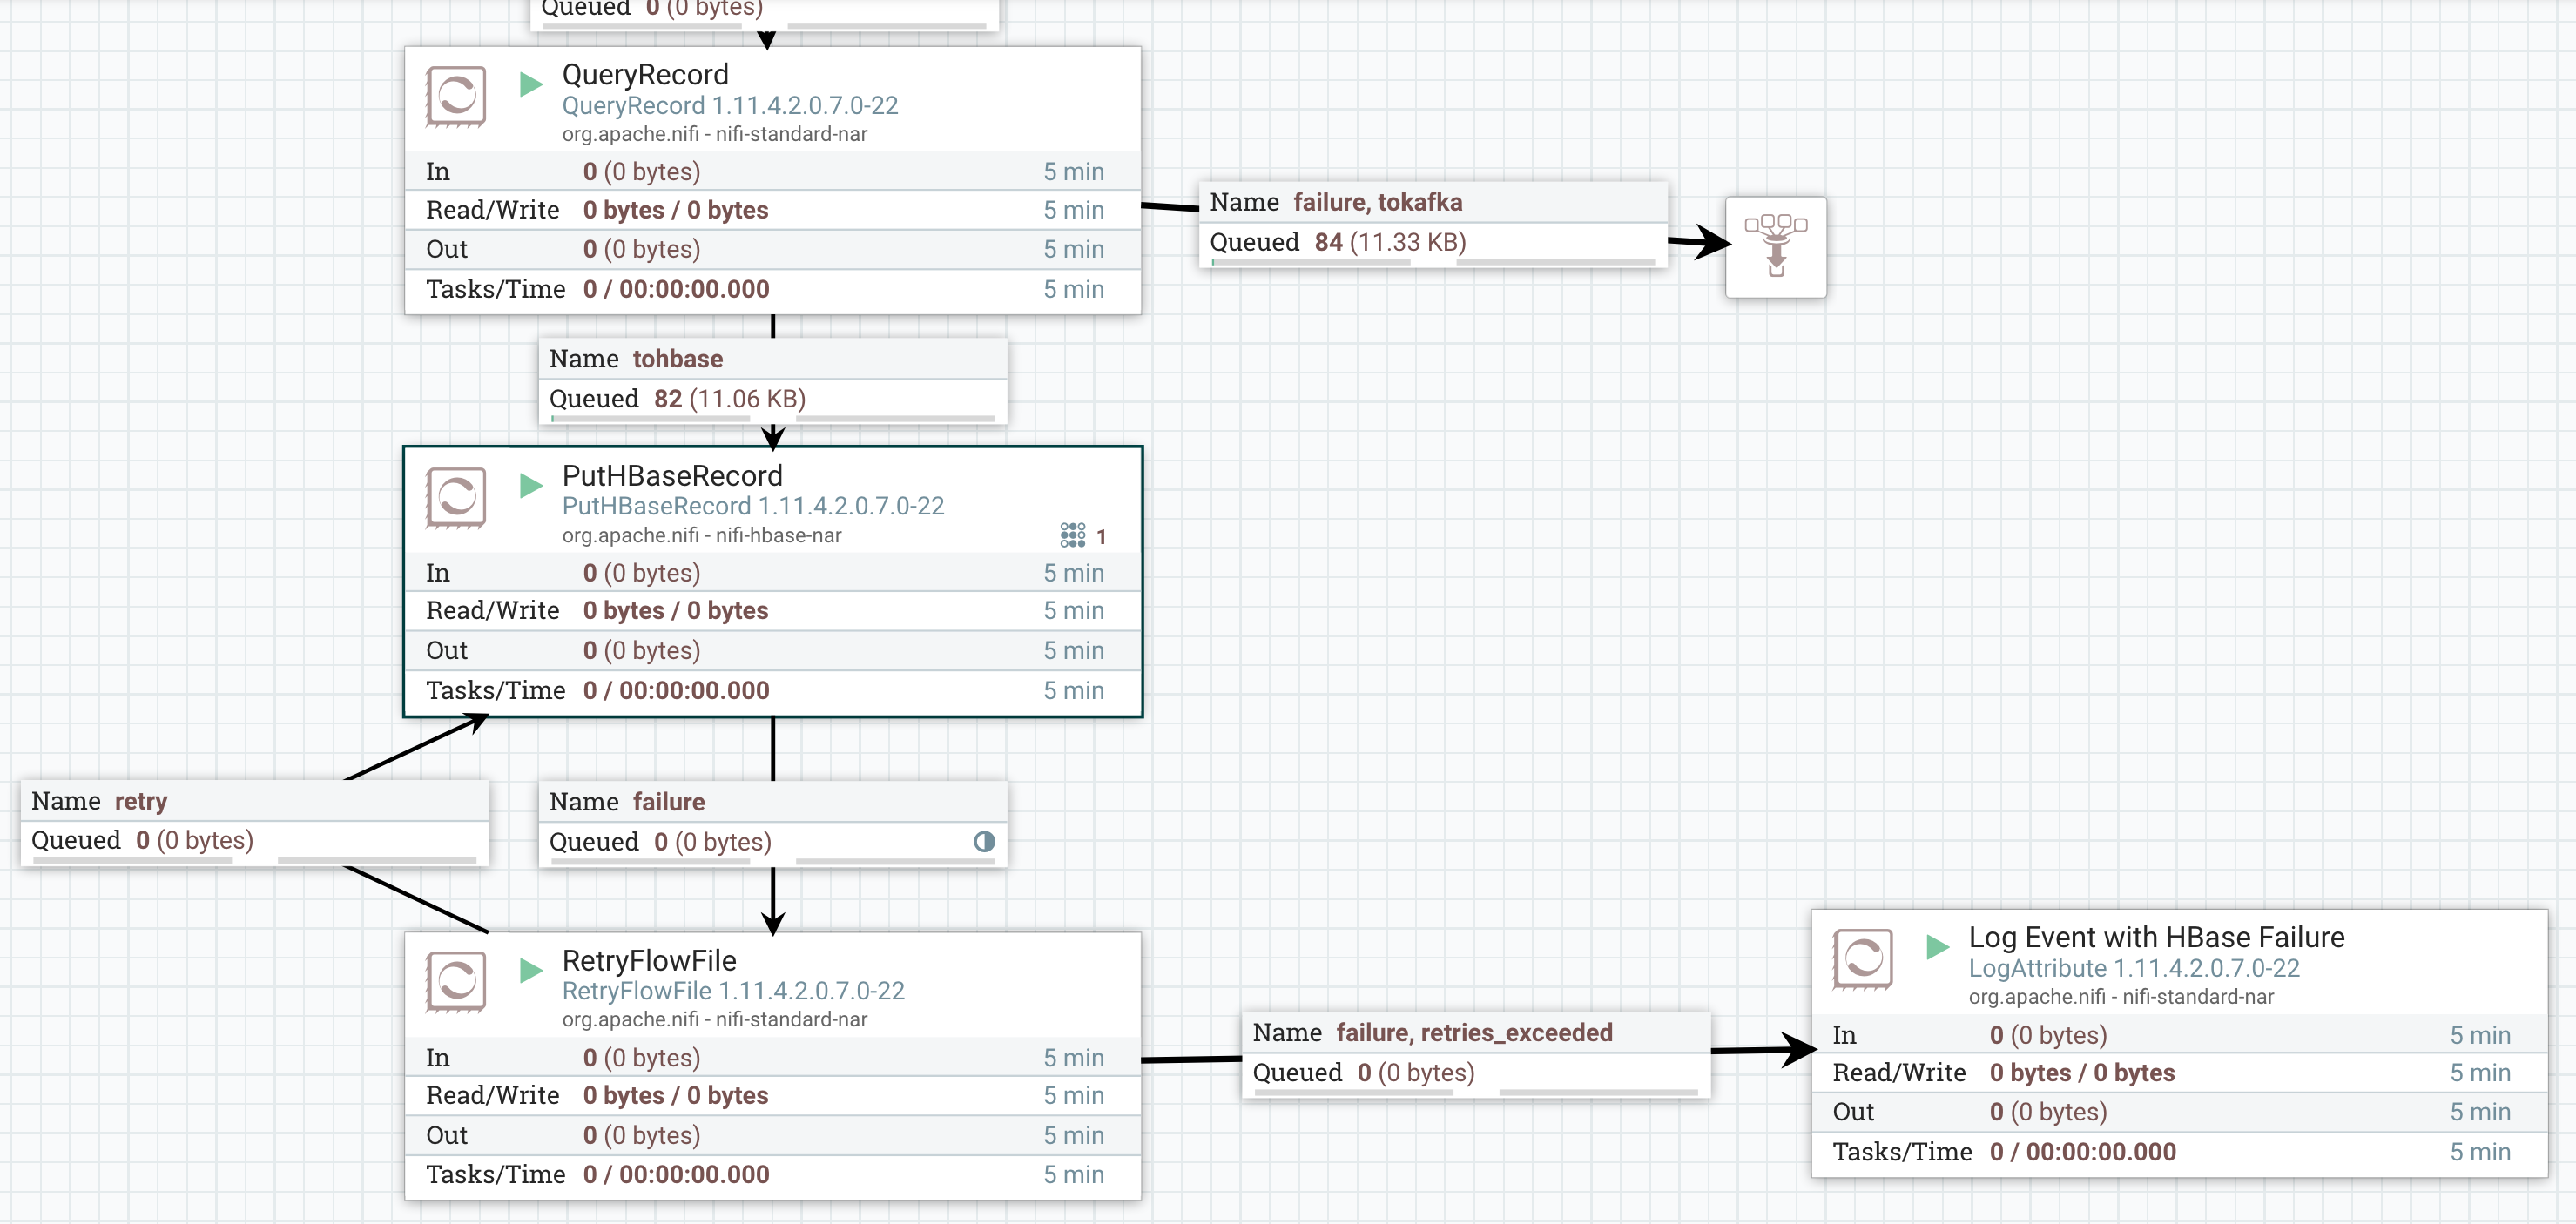 Queued 0 (0 bytes)
QueryRecord
QueryRecord 1.11.4.2.0.7.0-22
org.apache.nifi - nifi-standard-nar
In 0 (0 bytes) 5 min
Read/Write 0 bytes / 0 bytes 5 min
Out 0 (0 bytes) 5 min
Tasks/Time 0 / 00:00:00.000 5 min
Name failure, tokafka
Queued 84 (11.33 KB)
Name tohbase
Queued 82 (11.06 KB)
PutHBaseRecord
PutHBaseRecord 1.11.4.2.0.7.0-22
org.apache.nifi - nifi-hbase-nar
1
In 0 (0 bytes) 5 min
Read/Write 0 bytes / 0 bytes 5 min
Out 0 (0 bytes) 5 min
Tasks/Time 0 / 00:00:00.000 5 min
Name retry
Queued 0 (0 bytes)
Name failure
Queued 0 (0 bytes)
RetryFlowFile
RetryFlowFile 1.11.4.2.0.7.0-22
org.apache.nifi - nifi-standard-nar
In 0 (0 bytes) 5 min
Read/Write 0 bytes / 0 bytes 5 min
Out 0 (0 bytes) 5 min
Tasks/Time 0 / 00:00:00.000 5 min
Name failure, retries_exceeded
Queued 0 (0 bytes)
Log Event with HBase Failure
LogAttribute 1.11.4.2.0.7.0-22
org.apache.nifi - nifi-standard-nar
In 0 (0 bytes) 5 min
Read/Write 0 bytes / 0 bytes 5 min
Out 0 (0 bytes) 5 min
Tasks/Time 0 / 00:00:00.000 5 min